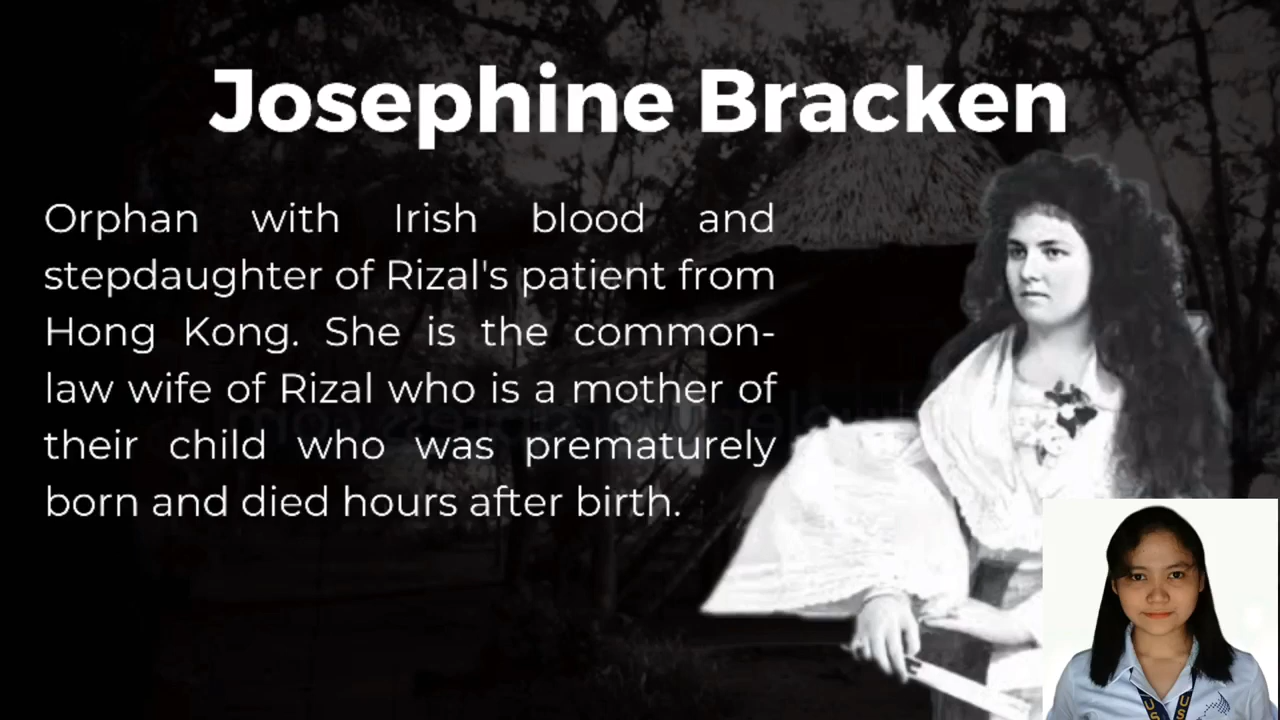 Josephine Bracken
Orphan with Irish blood and
stepdaughter of Rizal's patient from
Hong Kong. She is the common-
law wife of Rizal who is a mother of
their child who was prematurely
born and died hours after birth.